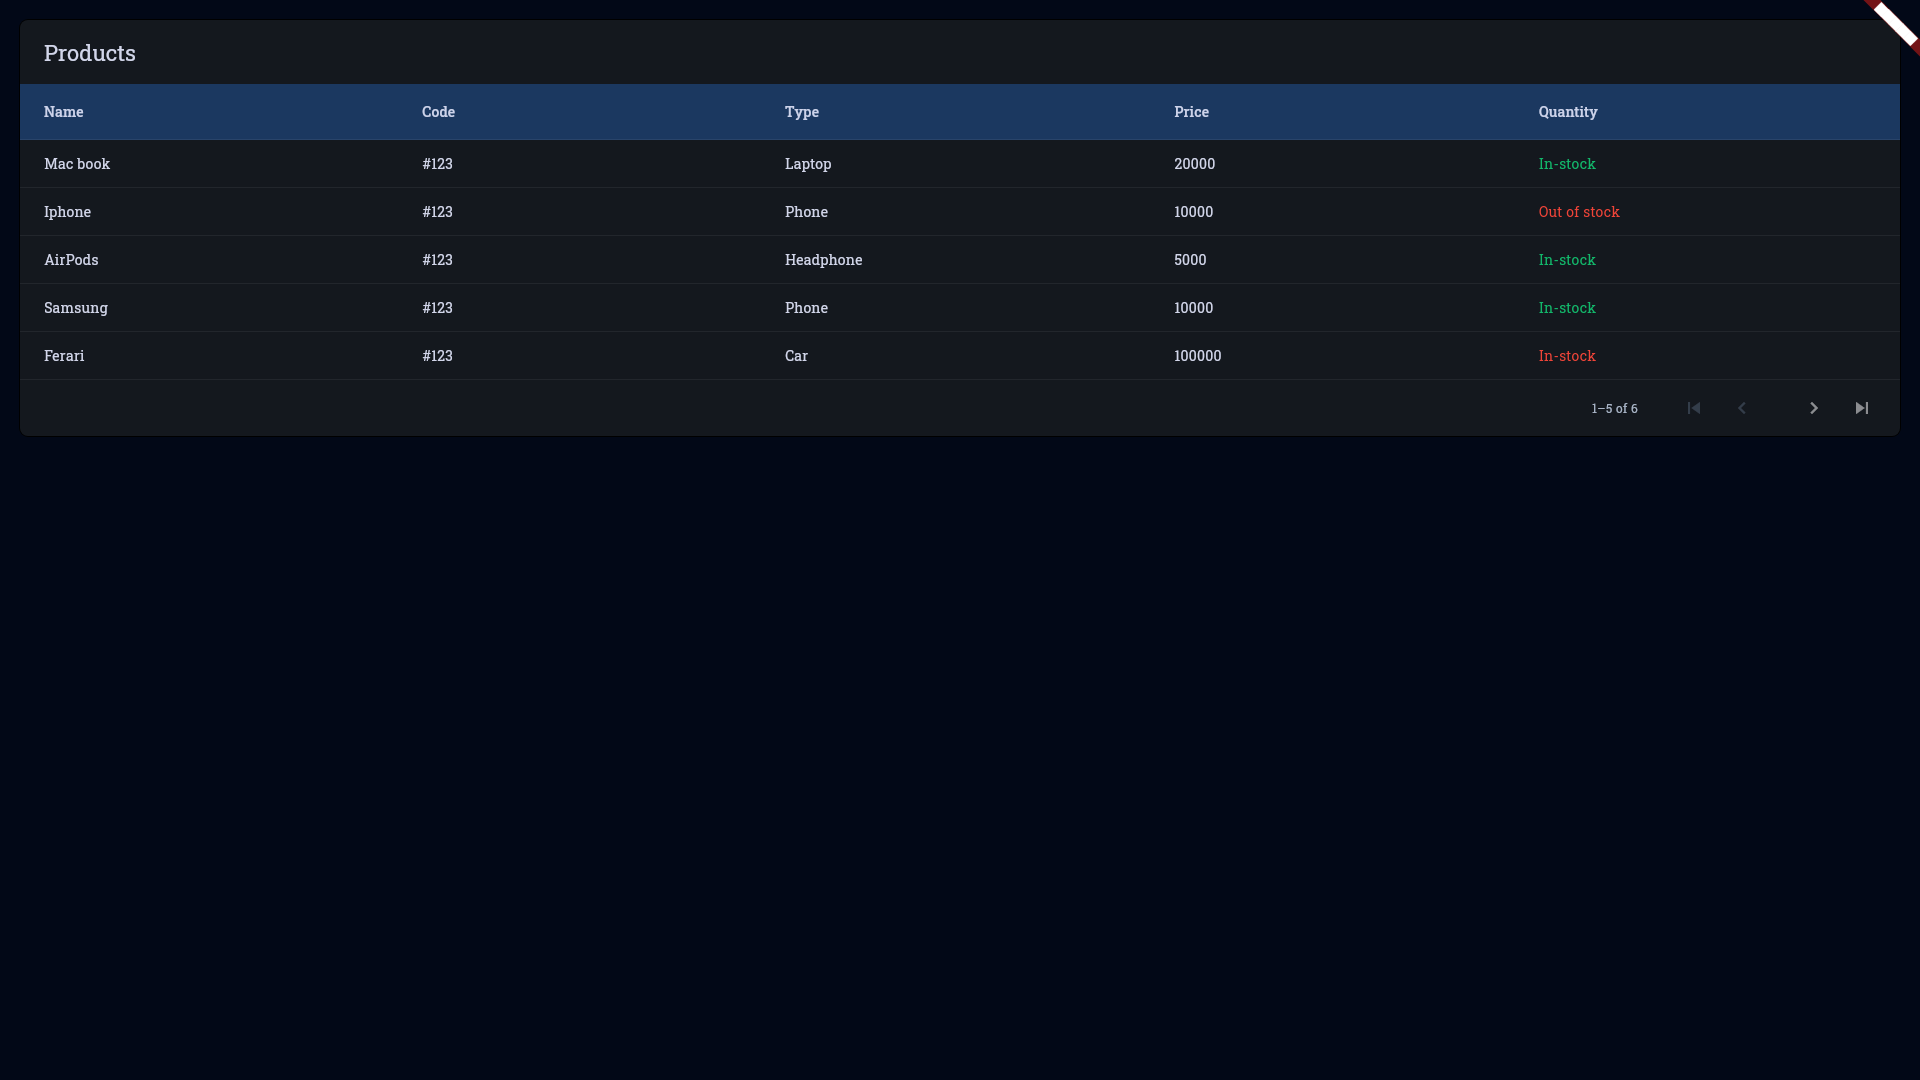 Products
Name Code Type Price Quantity
Mac book #123 Laptop 20000 In-stock
Iphone #123 Phone 10000 Out of stock
AirPods #123 Headphone 5000 In-stock
Samsung #123 Phone 10000 In-stock
Ferari #123 Car 100000 In-stock
1–5 of 6